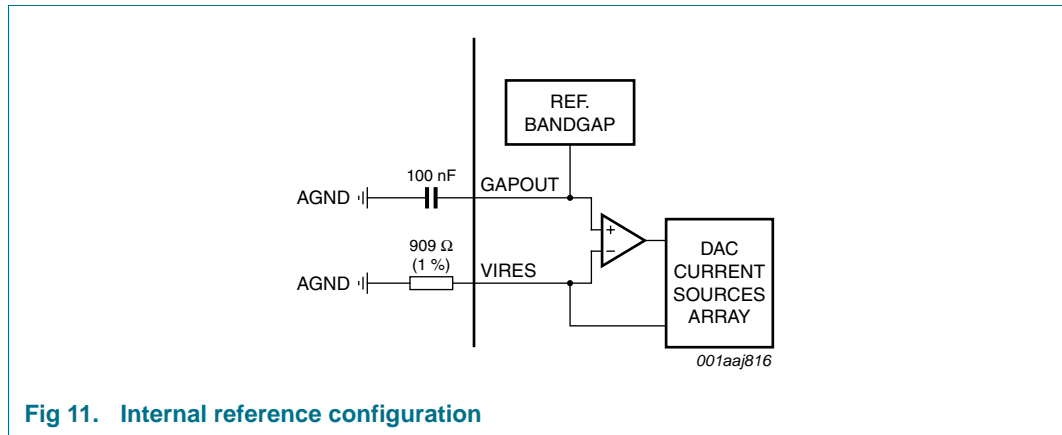 REF.
BANDGAP
100 nF
GAPOUT
AGND
909 Ω
(1 %)
VIRES
AGND
+
−
DAC
CURRENT
SOURCES
ARRAY
001aaj816
Fig 11. Internal reference configuration